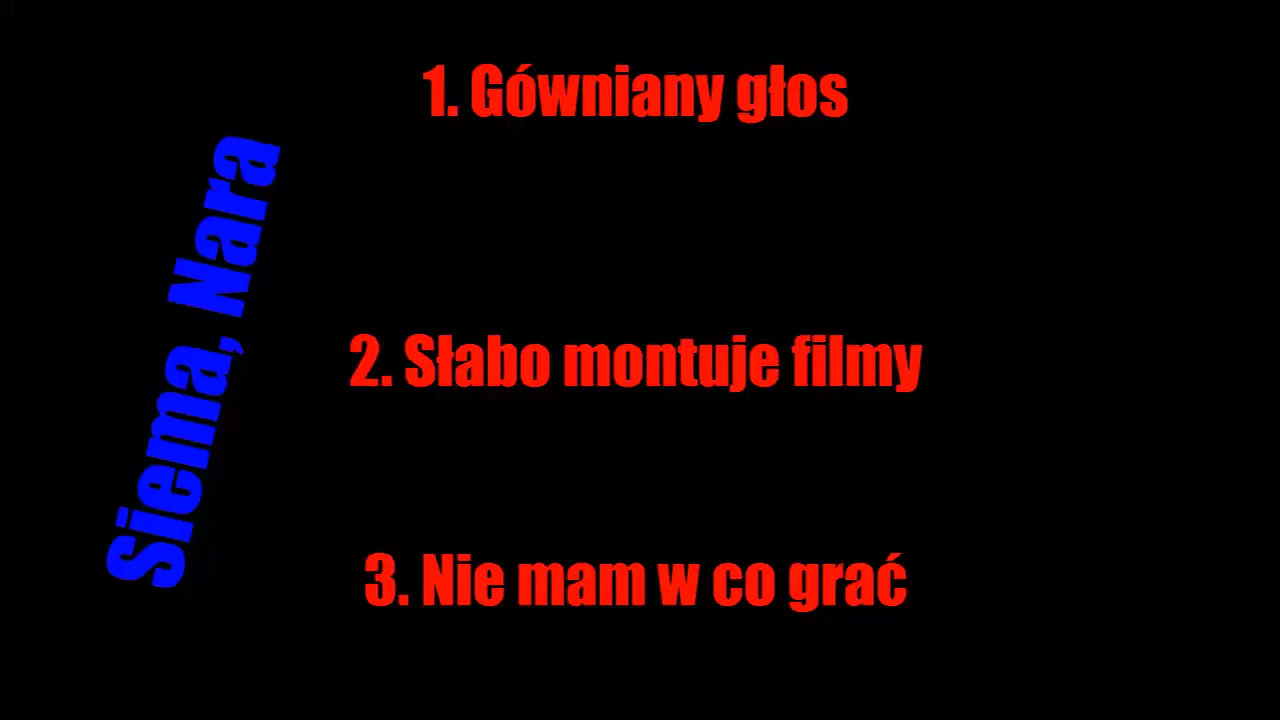 1. Gówniany głos
Siema, Nara
2. Słabo montuje filmy
3. Nie mam w co grać